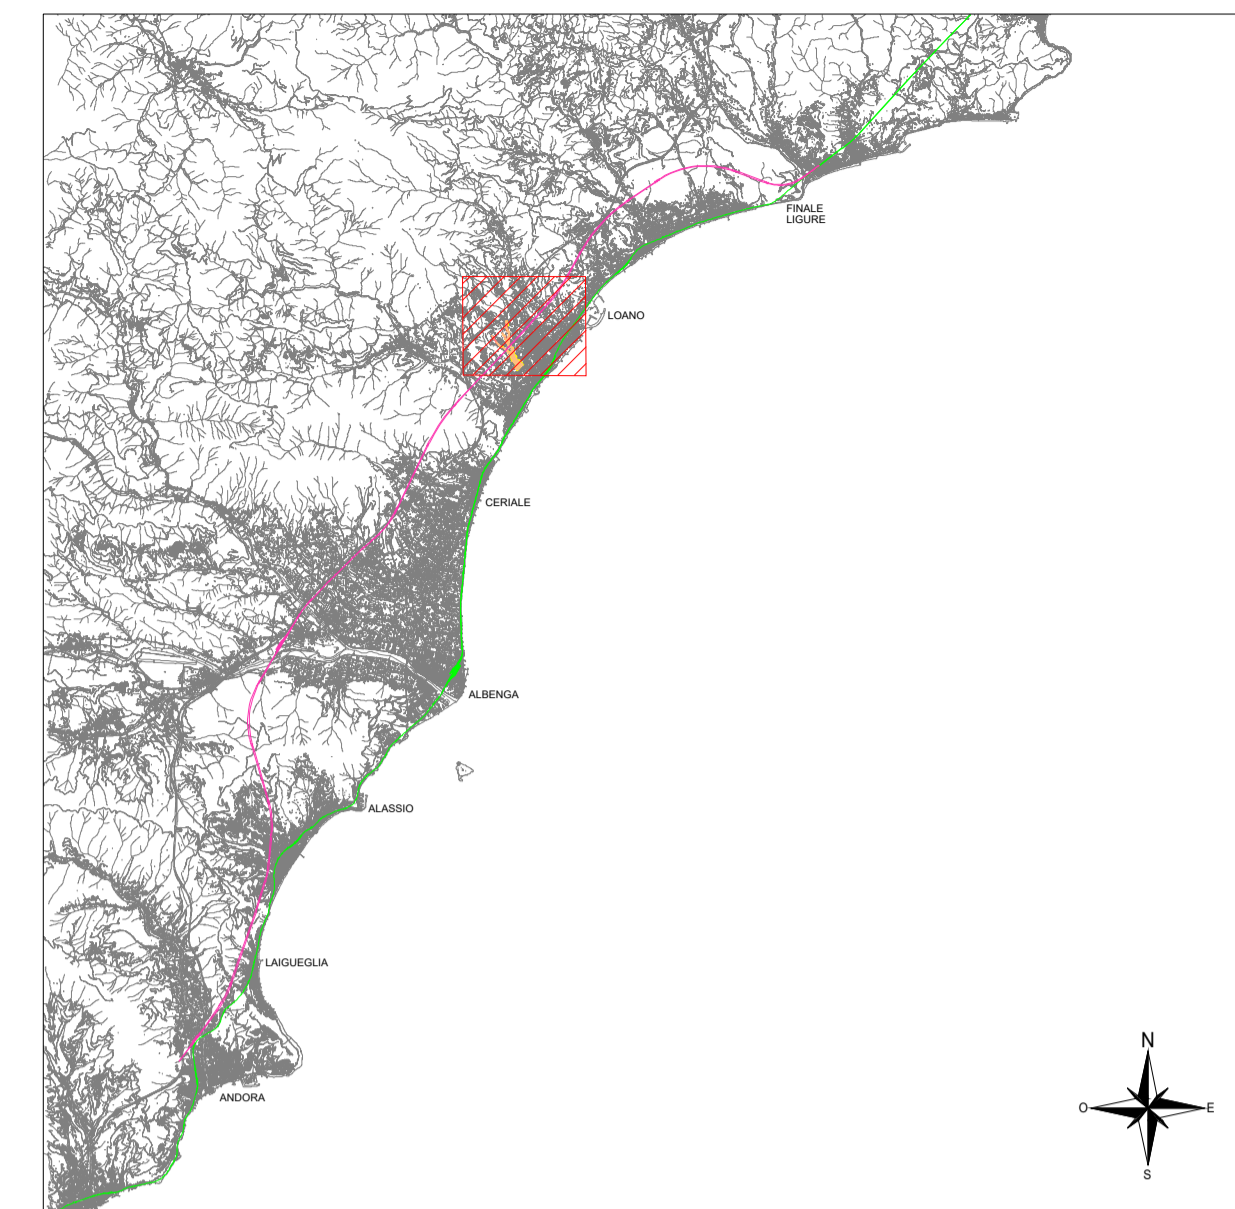 FINALE
LIGURE
LOANO
CERIALE
ALBENGA
ALASSIO
LAIGUEGLIA
ANDORA
N
O
E
S